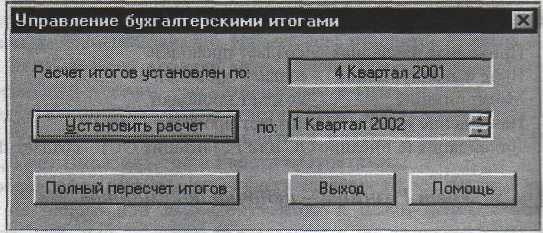 Управление бухгалтерскими итогами
Расчет итогов установлен по: 4 Квартал 2001
Установить расчет по: 1 Квартал 2002
Полный пересчет итогов Выход Помощь